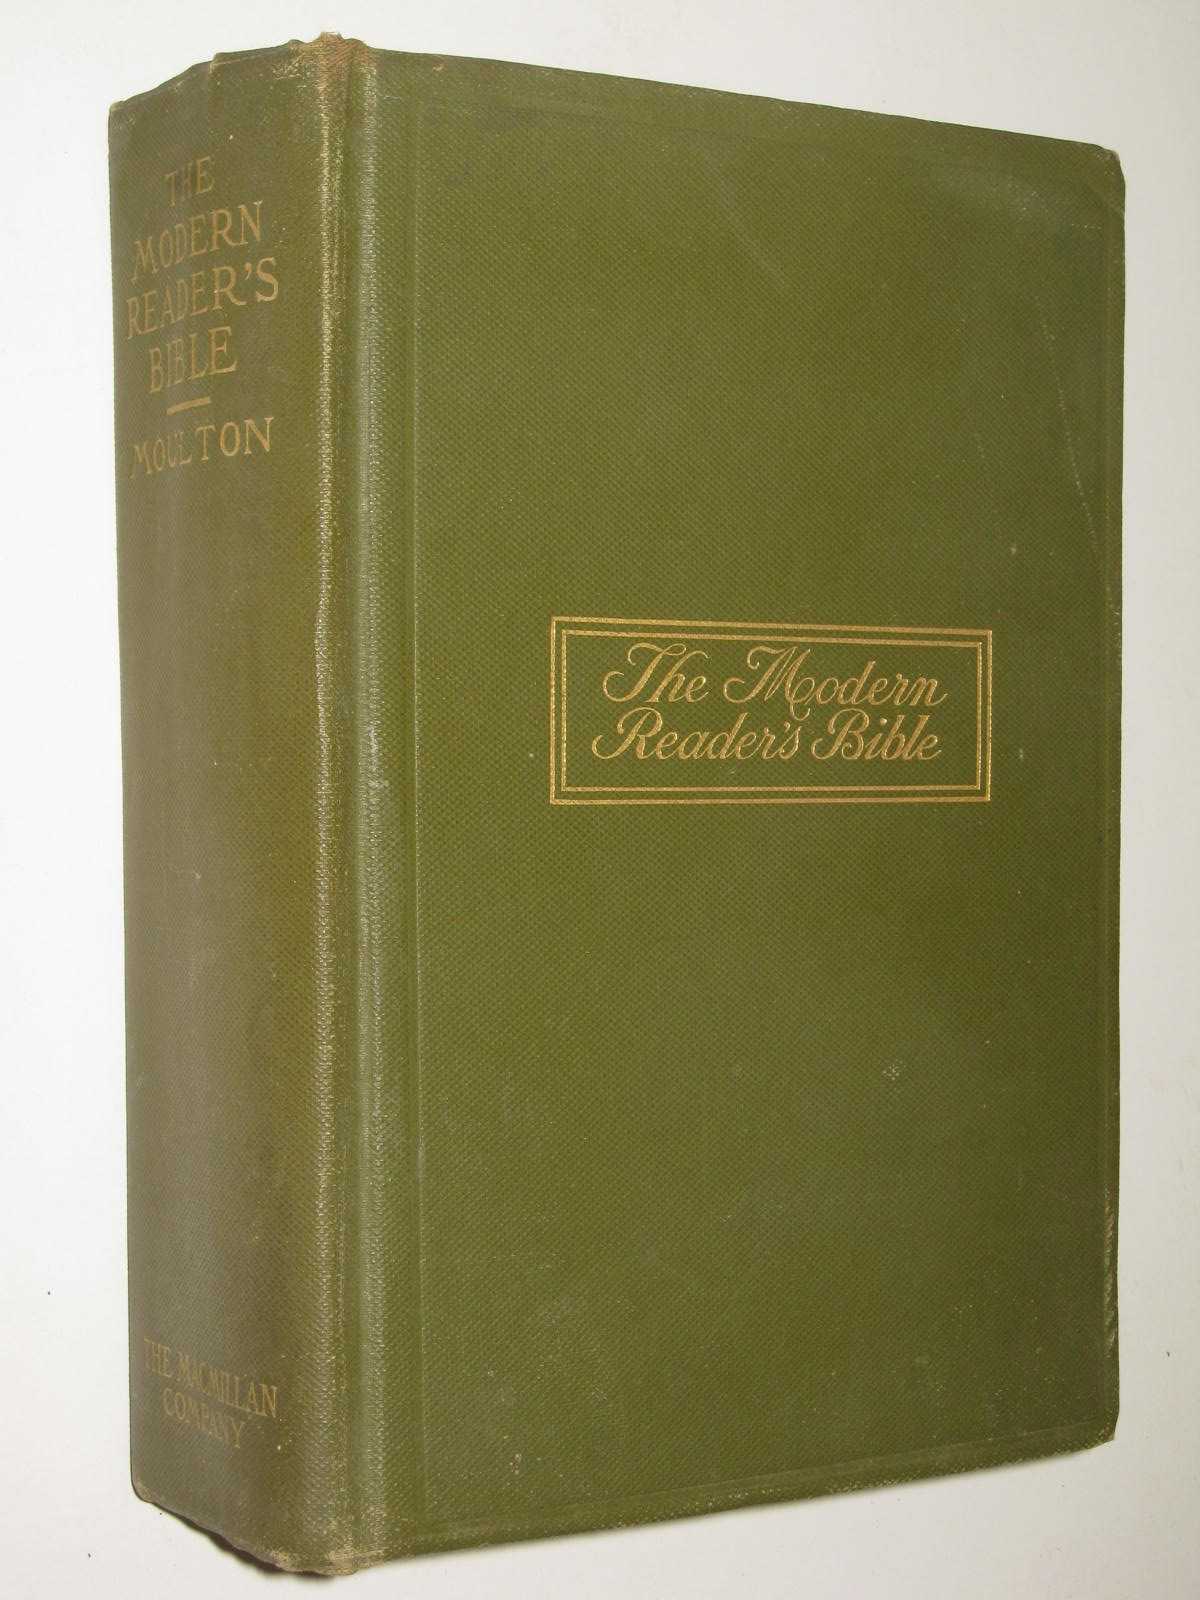 THE
MODERN
READER'S
BIBLE
MOULTON
THE MACMILLAN
COMPANY
The Modern
Reader's Bible